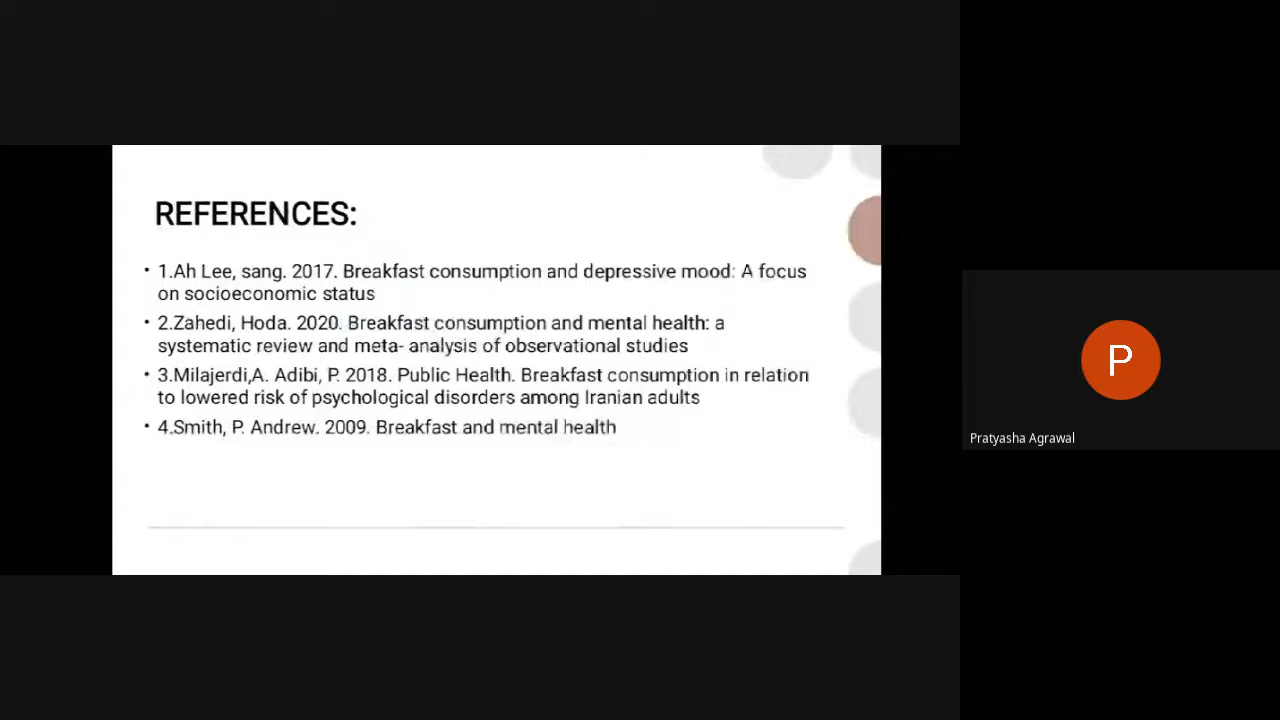 REFERENCES:
• 1.Ah Lee, sang. 2017. Breakfast consumption and depressive mood: A focus
on socioeconomic status
• 2.Zahedi, Hoda. 2020. Breakfast consumption and mental health: a
systematic review and meta- analysis of observational studies
• 3.Milajerdi,A. Adibi, P. 2018. Public Health. Breakfast consumption in relation
to lowered risk of psychological disorders among Iranian adults
• 4.Smith, P. Andrew. 2009. Breakfast and mental health
P
Pratyasha Agrawal